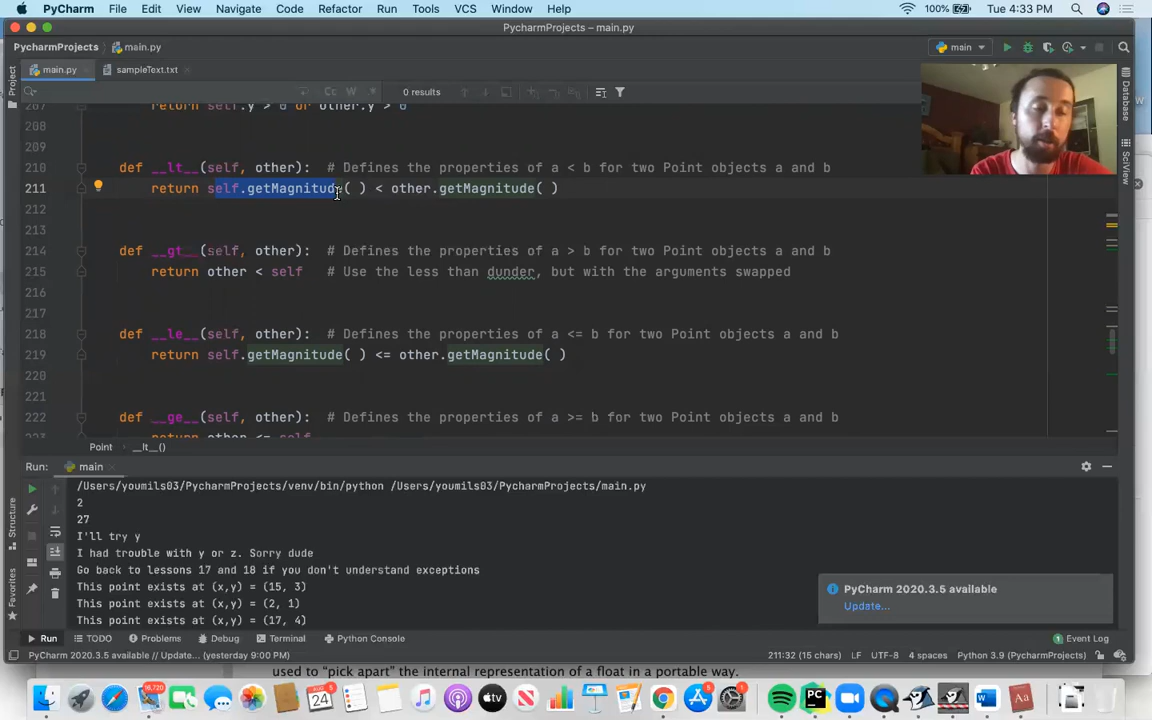 PyCharm File Edit View Navigate Code Refactor Run Tools VCS Window Help 100% Tue 4:33 PM
PycharmProjects – main.py
PycharmProjects main.py main
main.py sampleText.txt
Cc W 0 results
207 return self.y > 0 or other.y > 0
208
209
210 def __lt__(self, other): # Defines the properties of a < b for two Point objects a and b
211 return self.getMagnitude( ) < other.getMagnitude( )
212
213
214 def __gt__(self, other): # Defines the properties of a > b for two Point objects a and b
215 return other < self # Use the less than dunder, but with the arguments swapped
216
217
218 def __le__(self, other): # Defines the properties of a <= b for two Point objects a and b
219 return self.getMagnitude( ) <= other.getMagnitude( )
220
221
222 def __ge__(self, other): # Defines the properties of a >= b for two Point objects a and b
223 return other <= self
Point __lt__()
Run: main
/Users/youmils03/PycharmProjects/venv/bin/python /Users/youmils03/PycharmProjects/main.py
2
27
I'll try y
I had trouble with y or z. Sorry dude
Go back to lessons 17 and 18 if you don't understand exceptions
This point exists at (x,y) = (15, 3)
This point exists at (x,y) = (2, 1)
This point exists at (x,y) = (17, 4)
PyCharm 2020.3.5 available
Update...
Run TODO Problems Debug Terminal Python Console 1 Event Log
PyCharm 2020.3.5 available // Update... (yesterday 9:00 PM) 211:32 (15 chars) LF UTF-8 4 spaces Python 3.9 (PycharmProjects)
used to “pick apart” the internal representation of a float in a portable way.
Project
Structure
Favorites
Database
SciView
16,720
24
5